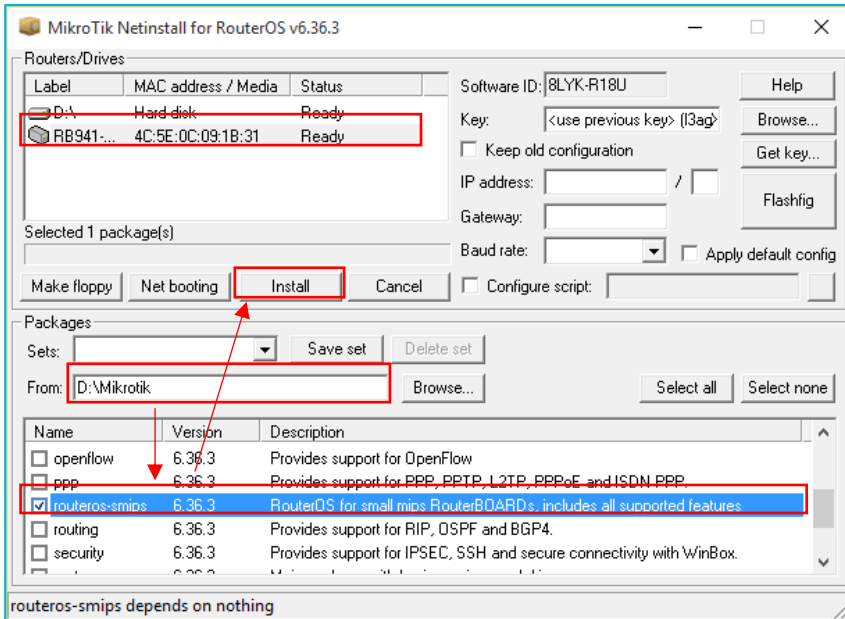 MikroTik Netinstall for RouterOS v6.36.3
Routers/Drives
Label MAC address / Media Status
D:\ Hard disk Ready
RB941-... 4C:5E:0C:09:1B:31 Ready
Selected 1 package(s)
Software ID: 8LYK-R18U Help
Key: <use previous key> (l3ag> Browse...
Keep old configuration Get key...
IP address: / Flashfig
Gateway:
Baud rate: Apply default config
Make floppy Net booting Install Cancel Configure script:
Packages
Sets: Save set Delete set
From: D:\Mikrotik Browse... Select all Select none
Name Version Description
openflow 6.36.3 Provides support for OpenFlow
ppp 6.36.3 Provides support for PPP, PPTP, L2TP, PPPoE and ISDN PPP.
routeros-smips 6.36.3 RouterOS for small mips RouterBOARDs, includes all supported features
routing 6.36.3 Provides support for RIP, OSPF and BGP4.
security 6.36.3 Provides support for IPSEC, SSH and secure connectivity with WinBox.
routeros-smips depends on nothing